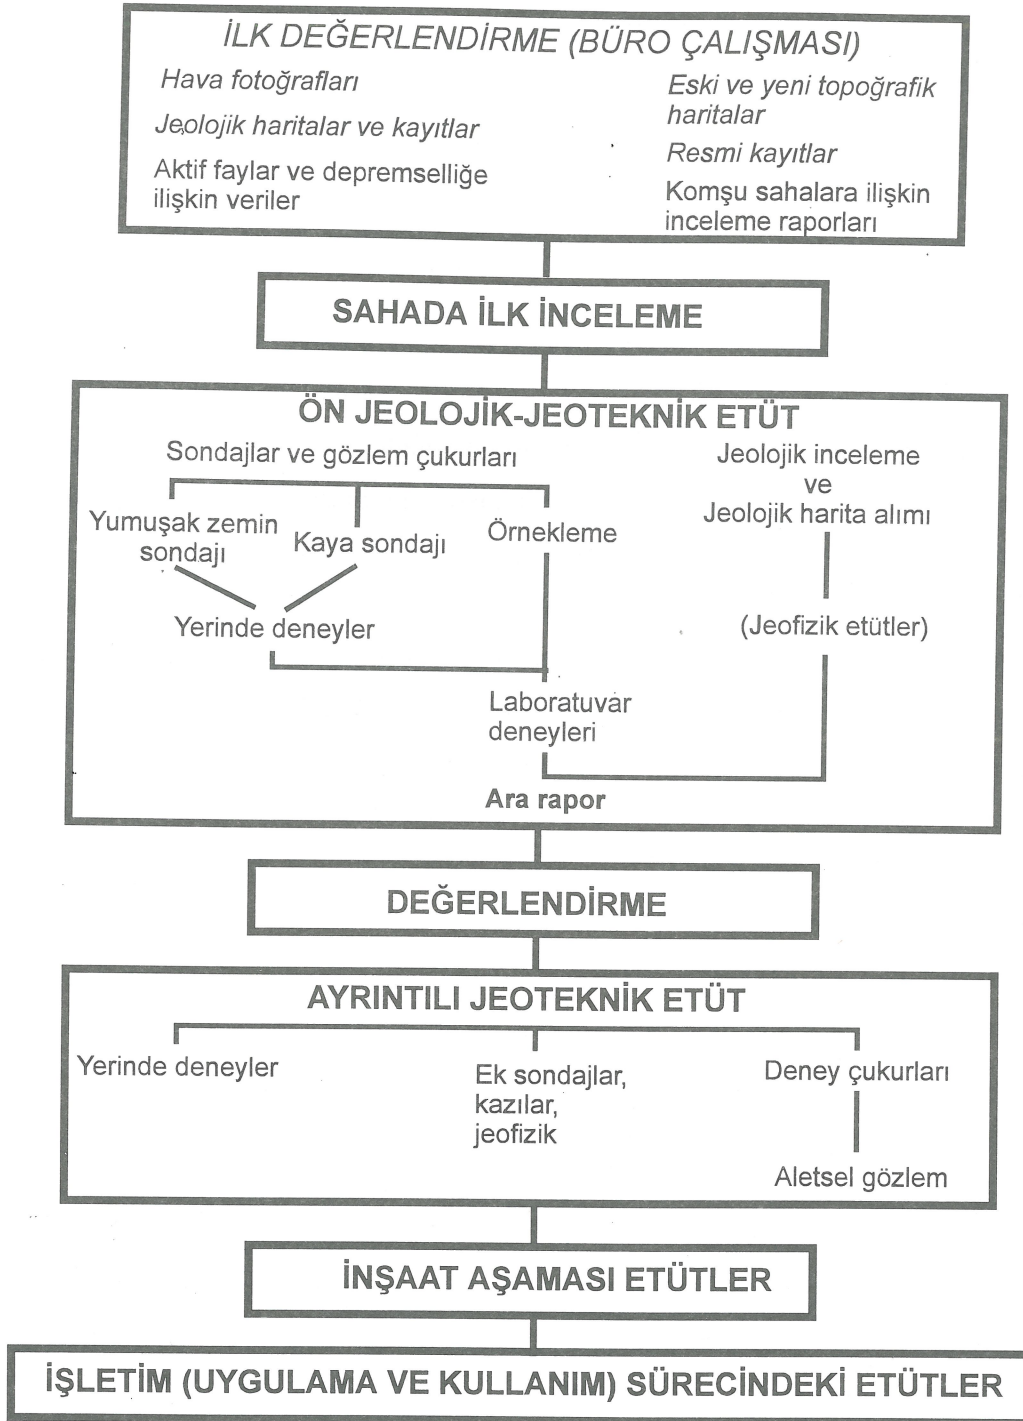 İLK DEĞERLENDİRME (BÜRO ÇALIŞMASI)
Hava fotoğrafları
Jeolojik haritalar ve kayıtlar
Aktif faylar ve depremselliğe
ilişkin veriler
Eski ve yeni topoğrafik
haritalar
Resmi kayıtlar
Komşu sahalara ilişkin
inceleme raporları
SAHADA İLK İNCELEME
ÖN JEOLOJİK-JEOTEKNİK ETÜT
Sondajlar ve gözlem çukurları
Yumuşak zemin
sondajı
Kaya sondajı
Örnekleme
Yerinde deneyler
Laboratuvar
deneyleri
Jeolojik inceleme
ve
Jeolojik harita alımı
(Jeofizik etütler)
Ara rapor
DEĞERLENDİRME
AYRINTILI JEOTEKNİK ETÜT
Yerinde deneyler
Ek sondajlar,
kazılar,
jeofizik
Deney çukurları
Aletsel gözlem
İNŞAAT AŞAMASI ETÜTLER
İŞLETİM (UYGULAMA VE KULLANIM) SÜRECİNDEKİ ETÜTLER